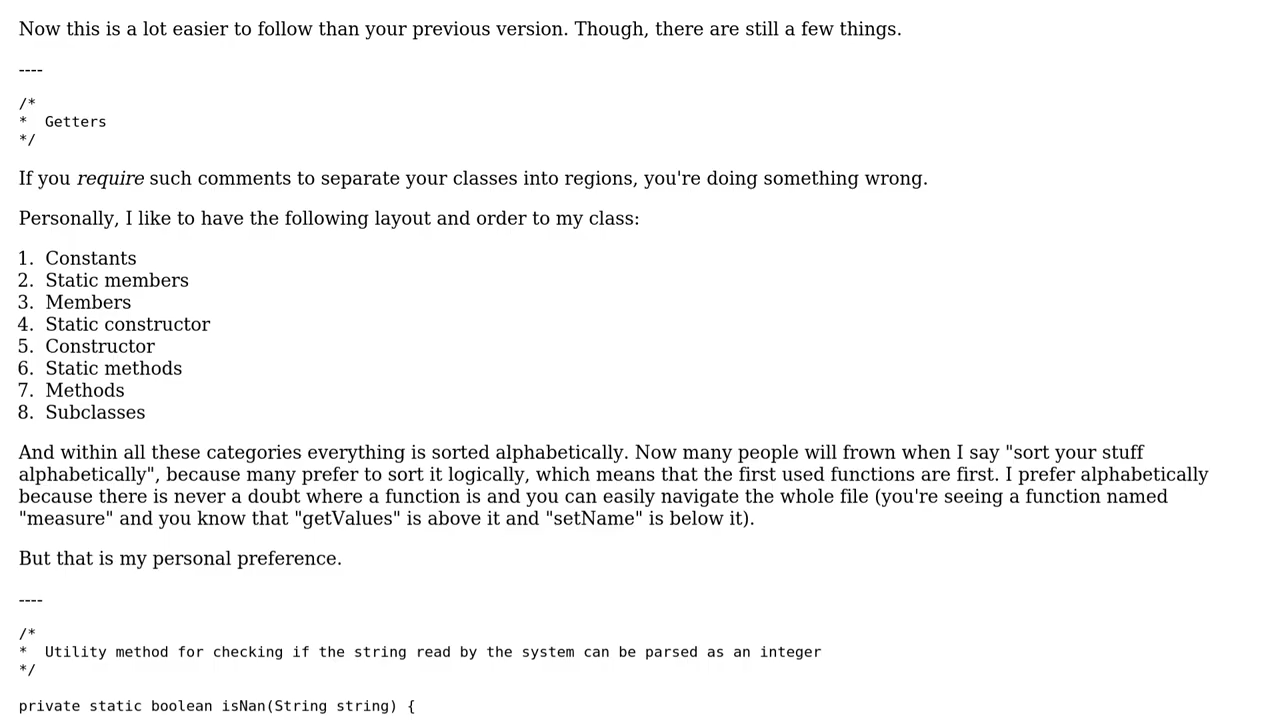 Now this is a lot easier to follow than your previous version. Though, there are still a few things.
----
/*
*  Getters
*/
If you require such comments to separate your classes into regions, you're doing something wrong.
Personally, I like to have the following layout and order to my class:
1. Constants
2. Static members
3. Members
4. Static constructor
5. Constructor
6. Static methods
7. Methods
8. Subclasses
And within all these categories everything is sorted alphabetically. Now many people will frown when I say "sort your stuff
alphabetically", because many prefer to sort it logically, which means that the first used functions are first. I prefer alphabetically
because there is never a doubt where a function is and you can easily navigate the whole file (you're seeing a function named
"measure" and you know that "getValues" is above it and "setName" is below it).
But that is my personal preference.
----
/*
*  Utility method for checking if the string read by the system can be parsed as an integer
*/
private static boolean isNan(String string) {